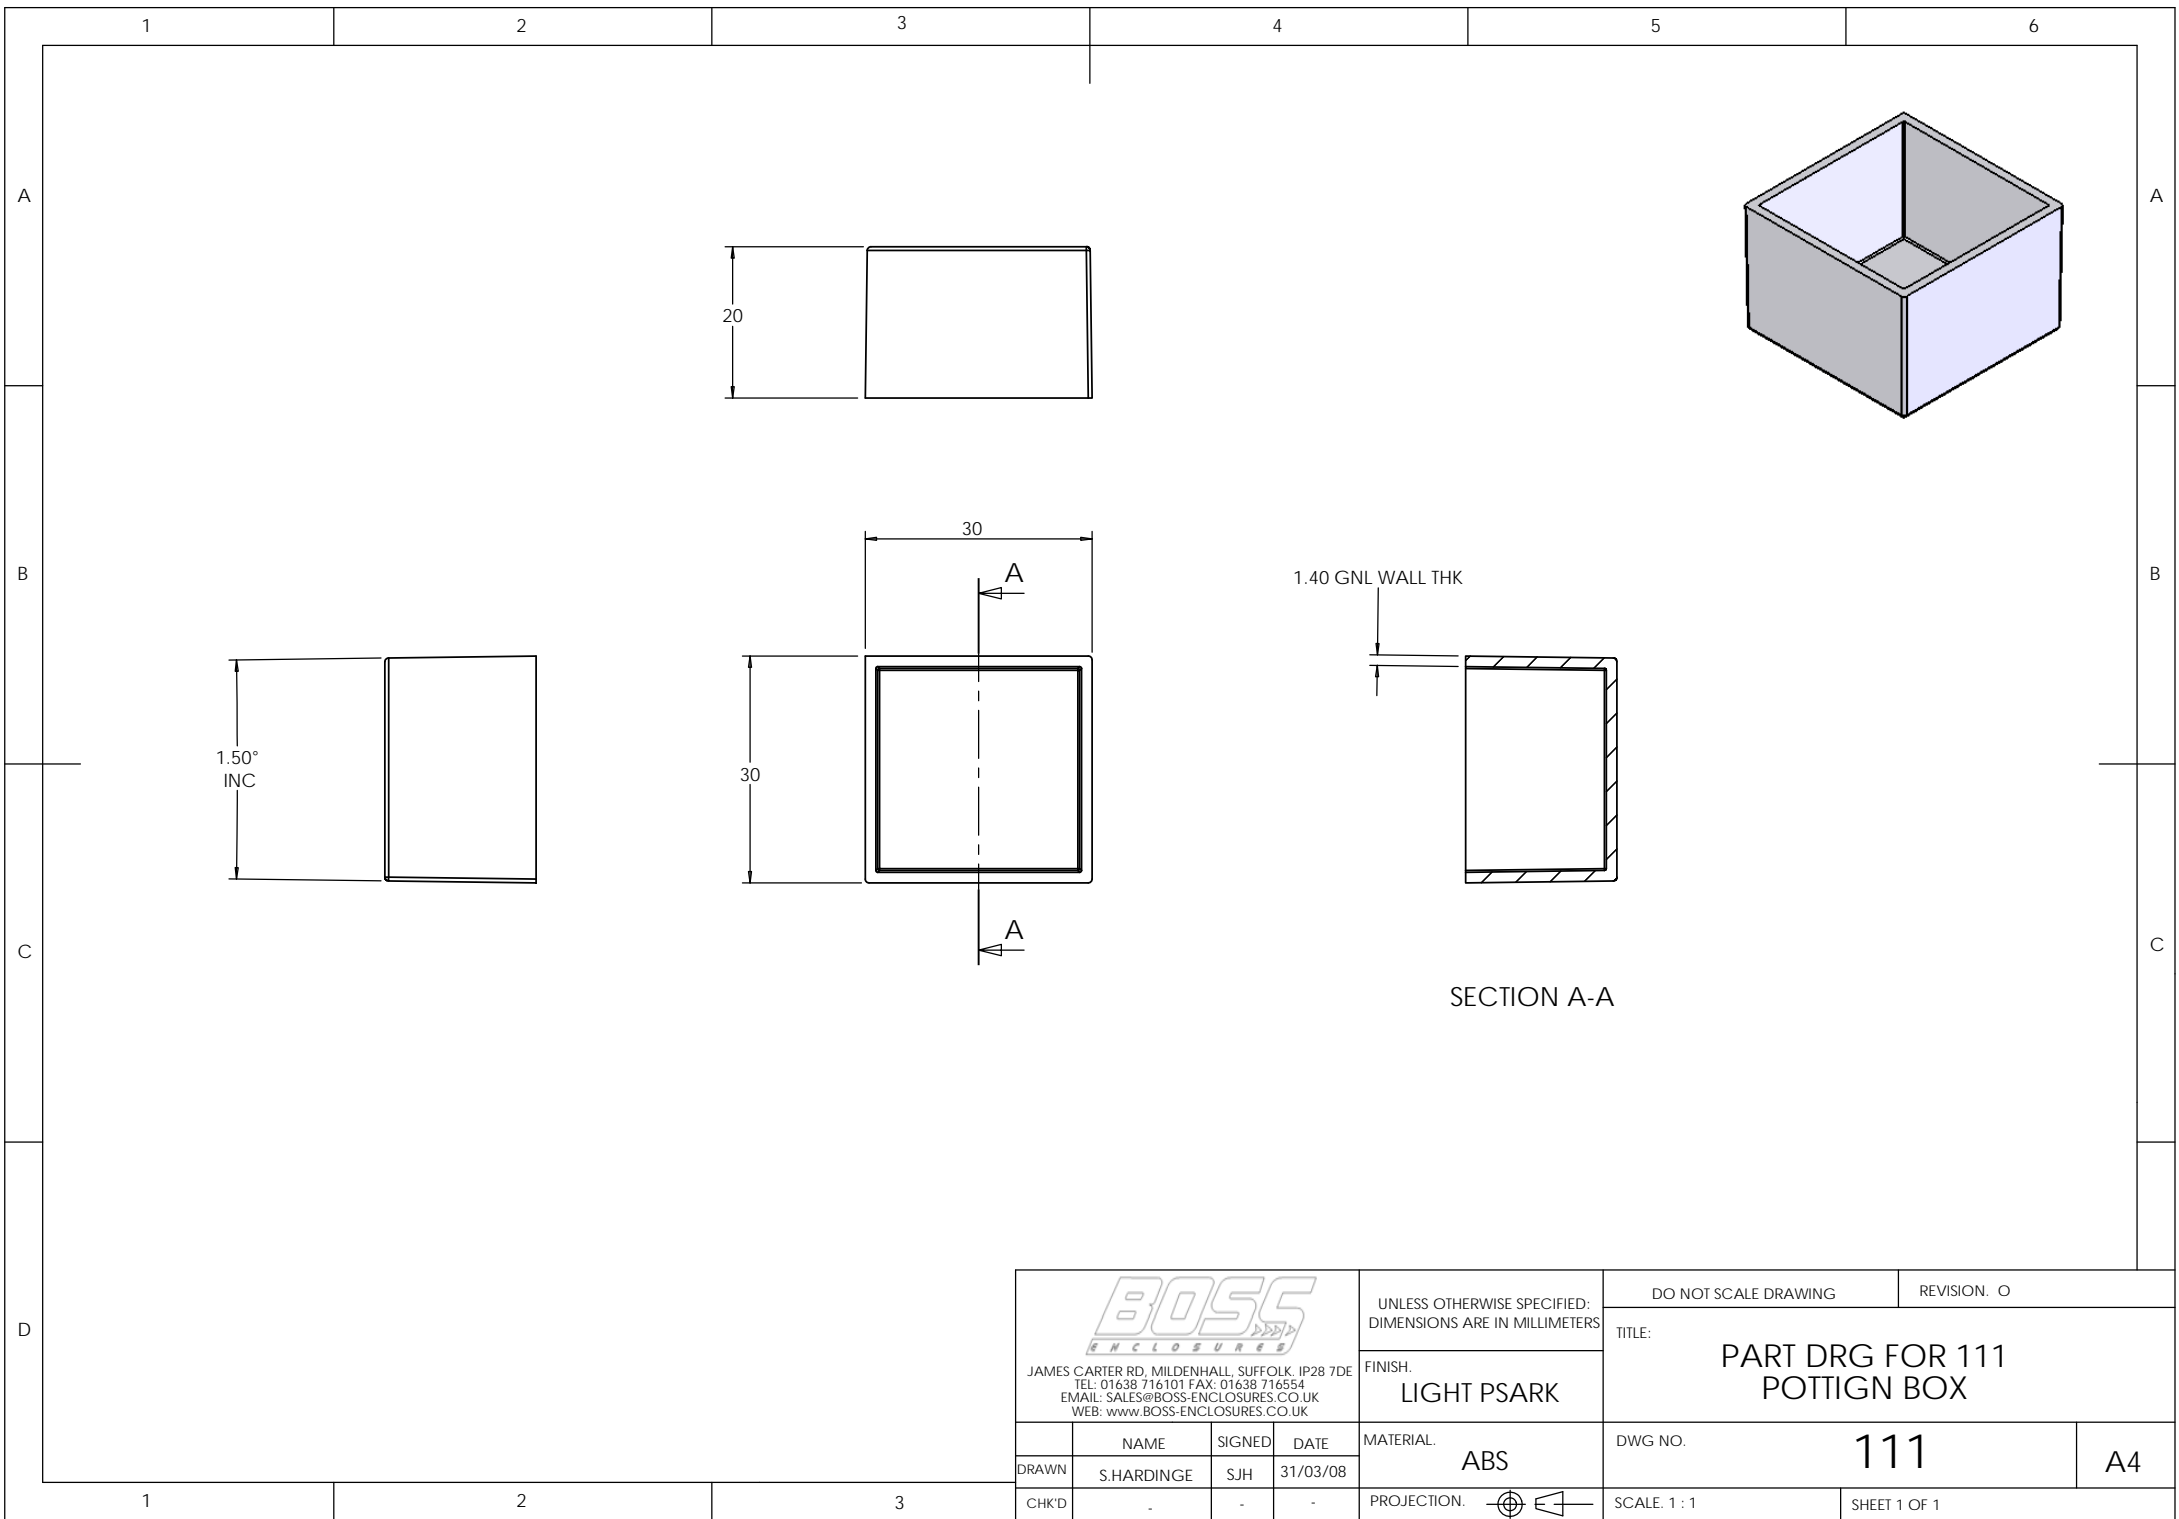 1 2 3 4 5 6
A A
20
30
A
B B
1.40 GNL WALL THK
1.50°
INC
30
A
C C
SECTION A-A
D
BOSS
ENCLOSURES
JAMES CARTER RD, MILDENHALL, SUFFOLK. IP28 7DE
TEL: 01638 716101 FAX: 01638 716554
EMAIL: SALES@BOSS-ENCLOSURES.CO.UK
WEB: www.BOSS-ENCLOSURES.CO.UK
UNLESS OTHERWISE SPECIFIED:
DIMENSIONS ARE IN MILLIMETERS
FINISH.
LIGHT PSARK
DO NOT SCALE DRAWING
REVISION. O
TITLE:
PART DRG FOR 111
POTTIGN BOX
NAME SIGNED DATE
DRAWN S.HARDINGE SJH 31/03/08
CHK'D - - -
MATERIAL.
ABS
PROJECTION.
DWG NO.
111
A4
SCALE. 1 : 1
SHEET 1 OF 1
1 2 3